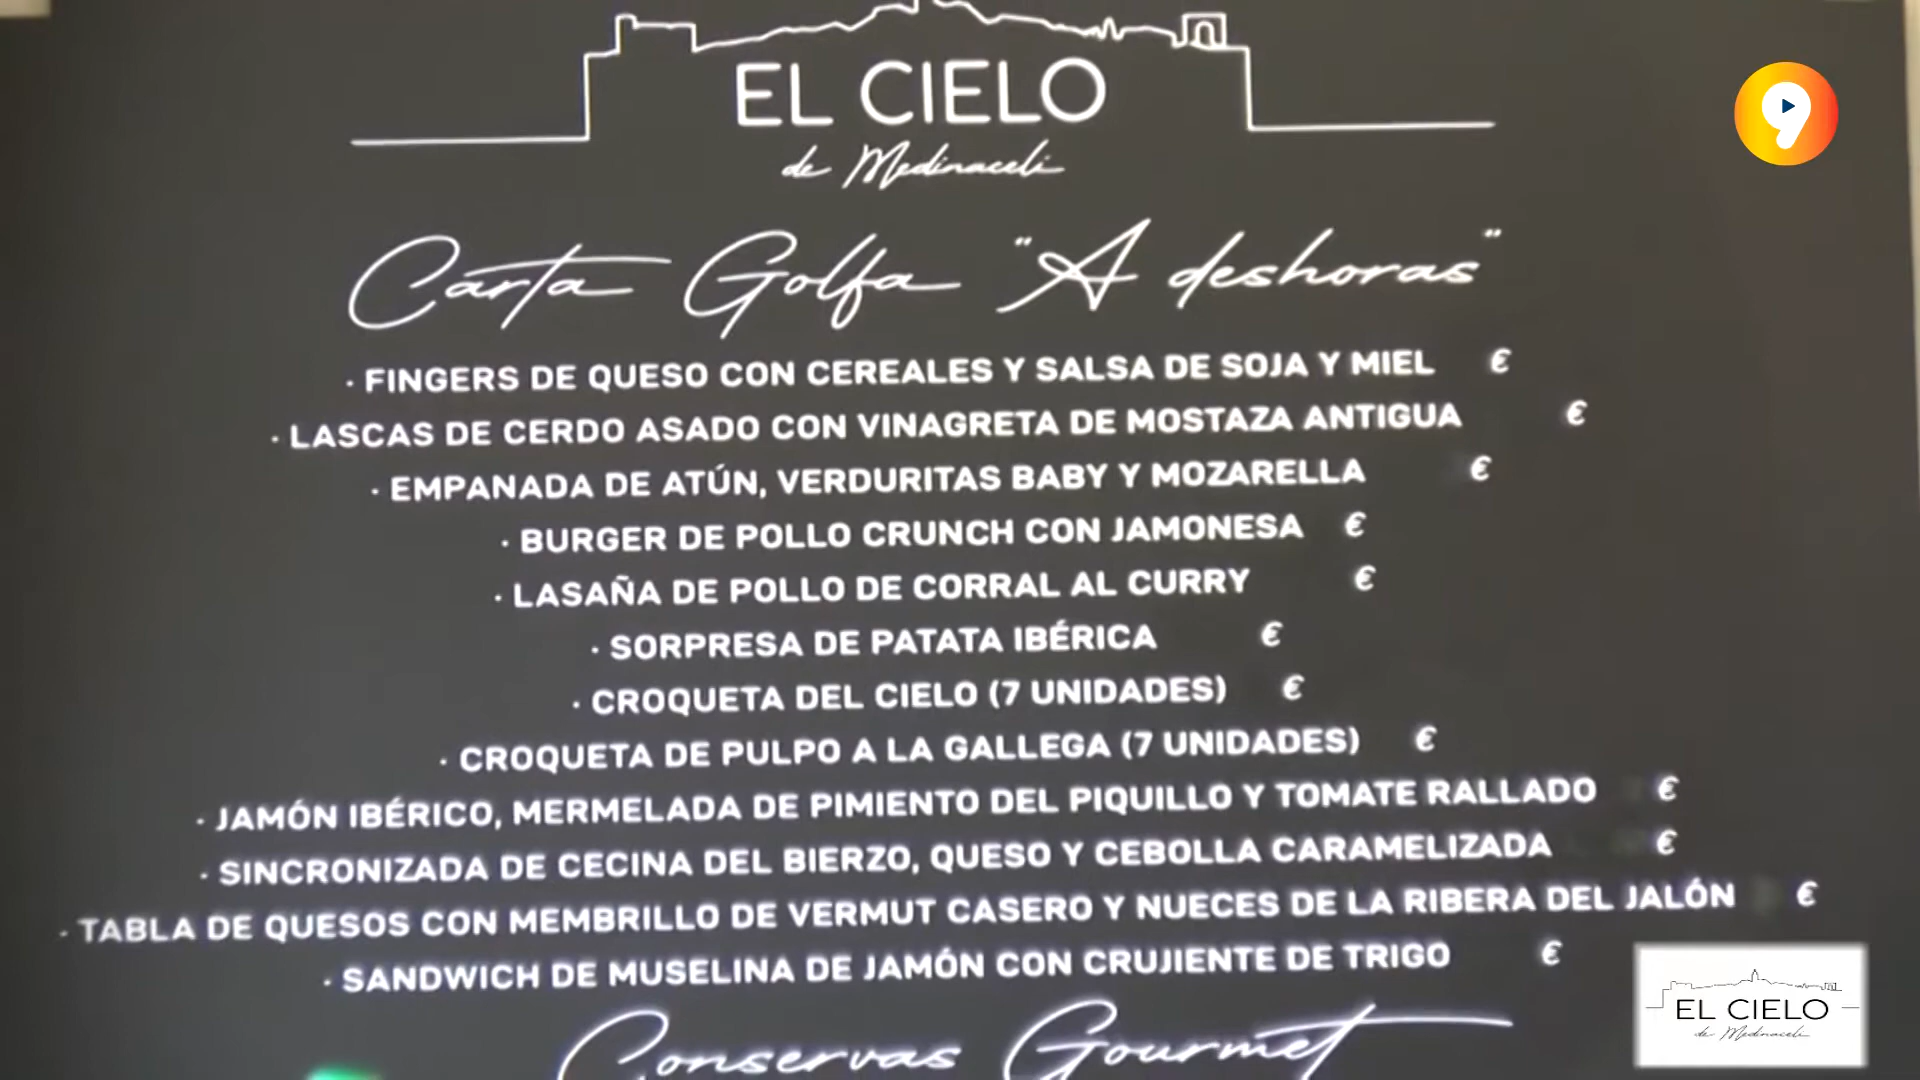 EL CIELO
de Medinaceli
9
Carta Golfa "A deshoras"
· FINGERS DE QUESO CON CEREALES Y SALSA DE SOJA Y MIEL €
· LASCAS DE CERDO ASADO CON VINAGRETA DE MOSTAZA ANTIGUA €
· EMPANADA DE ATÚN, VERDURITAS BABY Y MOZARELLA €
· BURGER DE POLLO CRUNCH CON JAMONESA €
· LASAÑA DE POLLO DE CORRAL AL CURRY €
· SORPRESA DE PATATA IBÉRICA €
· CROQUETA DEL CIELO (7 UNIDADES) €
· CROQUETA DE PULPO A LA GALLEGA (7 UNIDADES) €
· JAMÓN IBÉRICO, MERMELADA DE PIMIENTO DEL PIQUILLO Y TOMATE RALLADO €
· SINCRONIZADA DE CECINA DEL BIERZO, QUESO Y CEBOLLA CARAMELIZADA €
· TABLA DE QUESOS CON MEMBRILLO DE VERMUT CASERO Y NUECES DE LA RIBERA DEL JALÓN €
· SANDWICH DE MUSELINA DE JAMÓN CON CRUJIENTE DE TRIGO €
Conservas Gourmet
EL CIELO
de Medinaceli